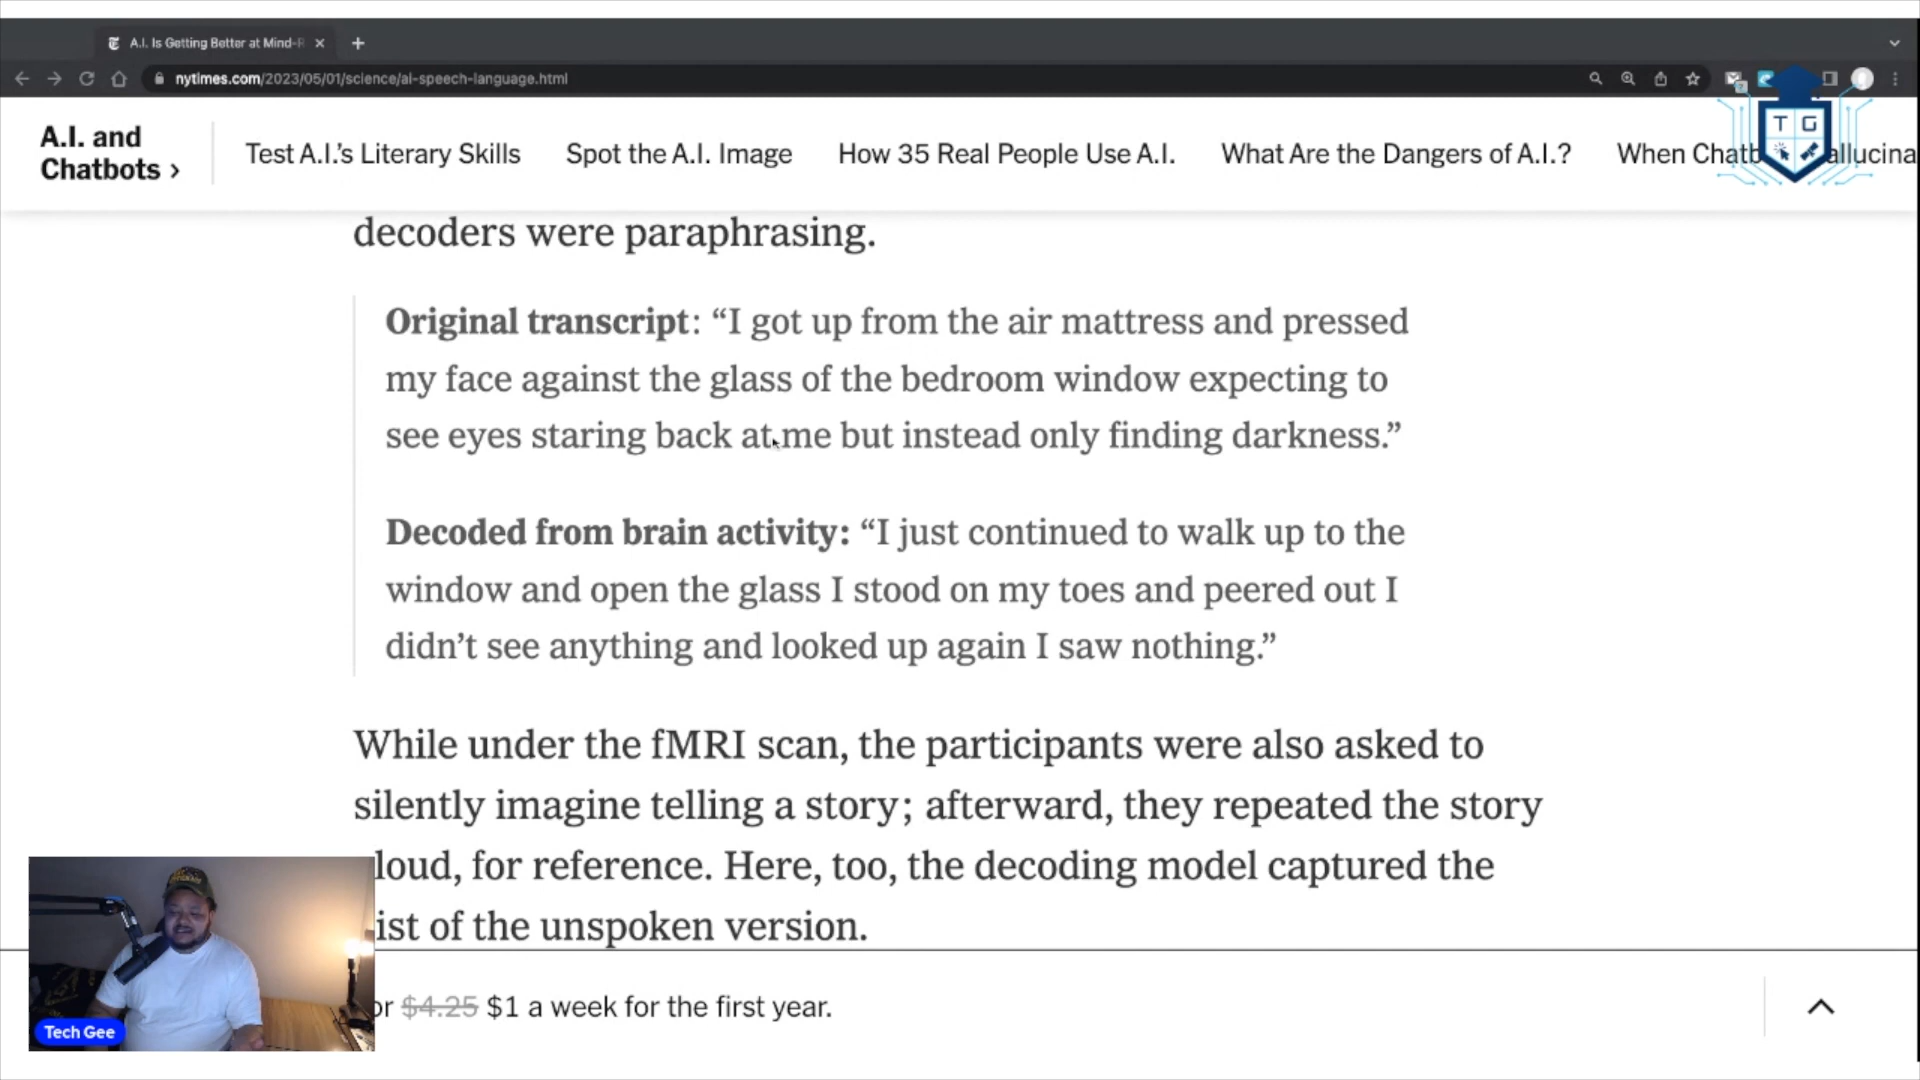 A.I. Is Getting Better at Mind-R
nytimes.com/2023/05/01/science/ai-speech-language.html
A.I. and
Chatbots >
Test A.I.'s Literary Skills
Spot the A.I. Image
How 35 Real People Use A.I.
What Are the Dangers of A.I.?
When Chatb allucina
T G
decoders were paraphrasing.
Original transcript: “I got up from the air mattress and pressed
my face against the glass of the bedroom window expecting to
see eyes staring back at me but instead only finding darkness.”
Decoded from brain activity: “I just continued to walk up to the
window and open the glass I stood on my toes and peered out I
didn’t see anything and looked up again I saw nothing.”
While under the fMRI scan, the participants were also asked to
silently imagine telling a story; afterward, they repeated the story
loud, for reference. Here, too, the decoding model captured the
ist of the unspoken version.
or $4.25 $1 a week for the first year.
Tech Gee